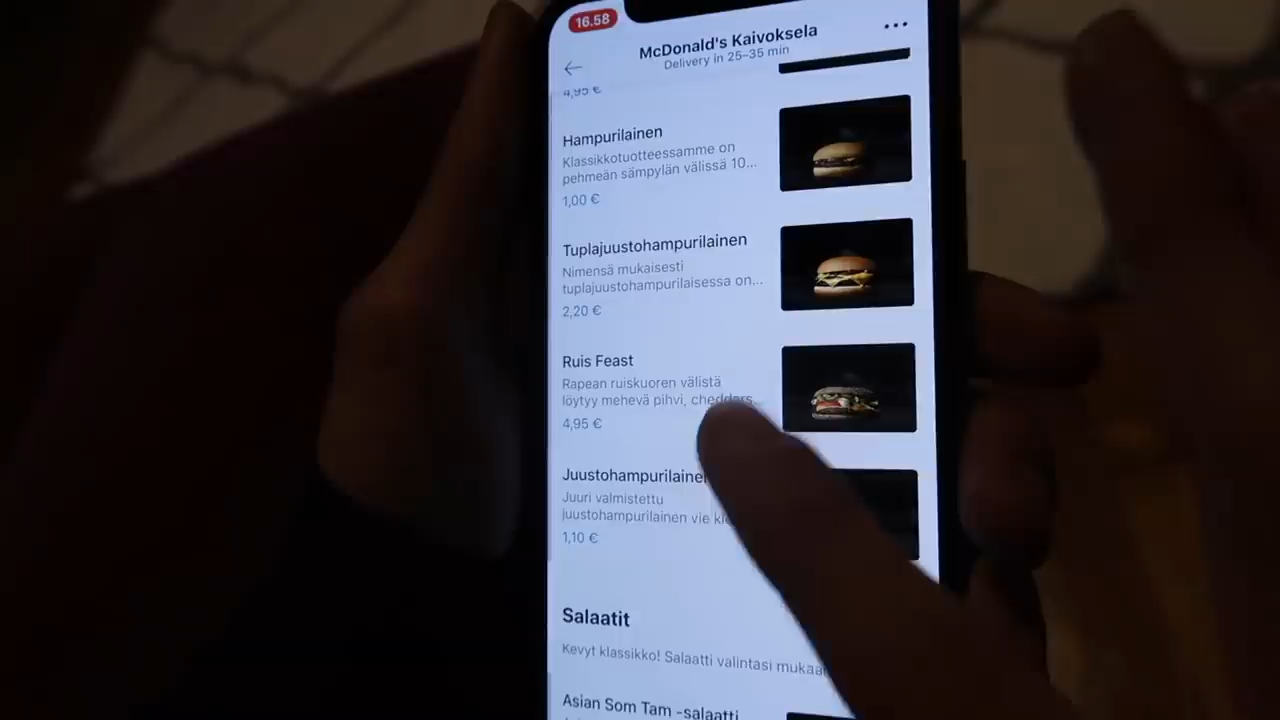 16.58
McDonald's Kaivoksela
Delivery in 25–35 min
4,95 €
Hampurilainen
Klassikkotuotteessamme on
pehmeän sämpylän välissä 10...
1,00 €
Tuplajuustohampurilainen
Nimensä mukaisesti
tuplajuustohampurilaisessa on...
2,20 €
Ruis Feast
Rapean ruiskuoren välistä
löytyy mehevä pihvi, cheddars...
4,95 €
Juustohampurilainen
Juuri valmistettu
juustohampurilainen vie
1,10 €
Salaatit
Kevyt klassikko! Salaatti valintasi
Asian Som Tam -salaatti